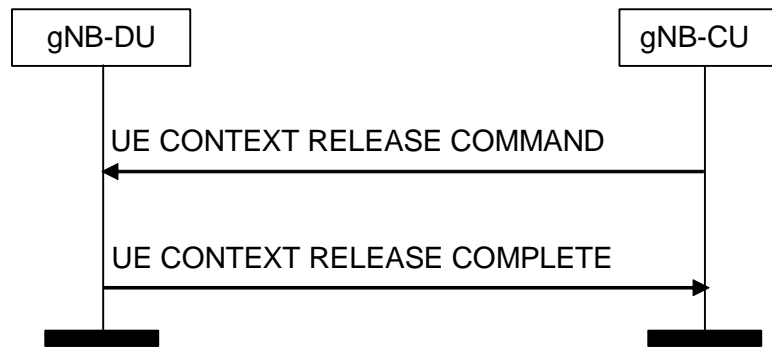 gNB-DU
gNB-CU
UE CONTEXT RELEASE COMMAND
UE CONTEXT RELEASE COMPLETE